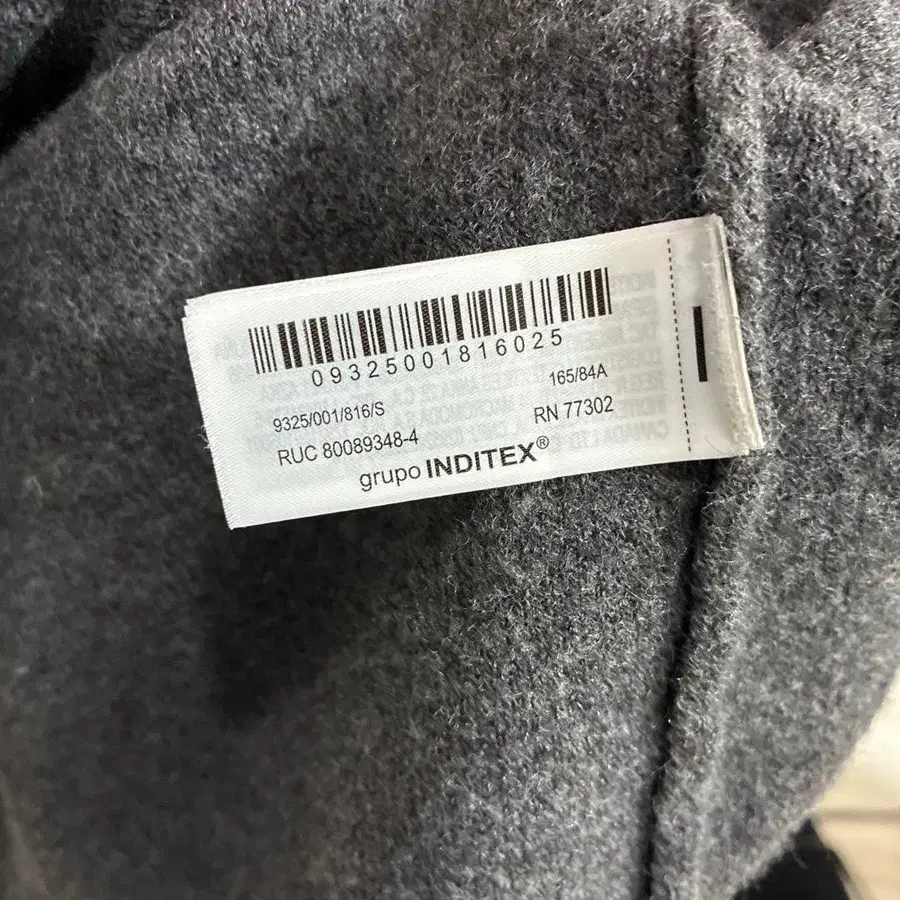 09325001816025
9325/001/816/S 165/84A
RUC 80089348-4 RN 77302
grupo INDITEX®